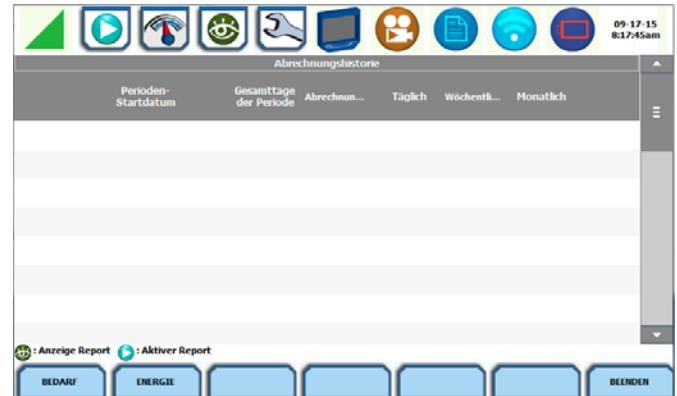 09-17-15
8:17:45am
Abrechnungshistorie
Perioden-
Startdatum
Gesamttage
der Periode
Abrechnun...
Täglich
Wöchentli...
Monatlich
: Anzeige Report : Aktiver Report
BEDARF ENERGIE BEENDEN